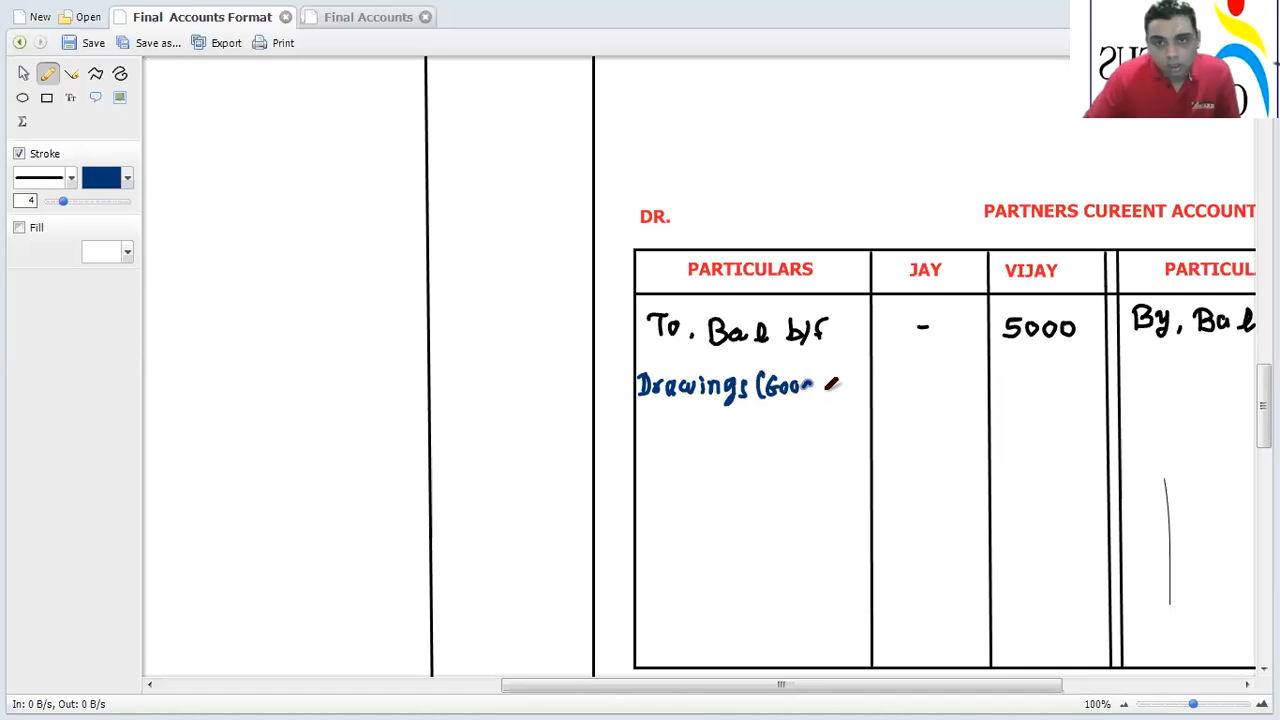 New Open Final Accounts Format Final Accounts
Save Save as... Export Print
Stroke
4
Fill
DR. PARTNERS CUREENT ACCOUNT
PARTICULARS JAY VIJAY PARTICUL
To. Bal b/f - 5000 By, Bal
Drawings (Goo
In: 0 B/s, Out: 0 B/s 100%